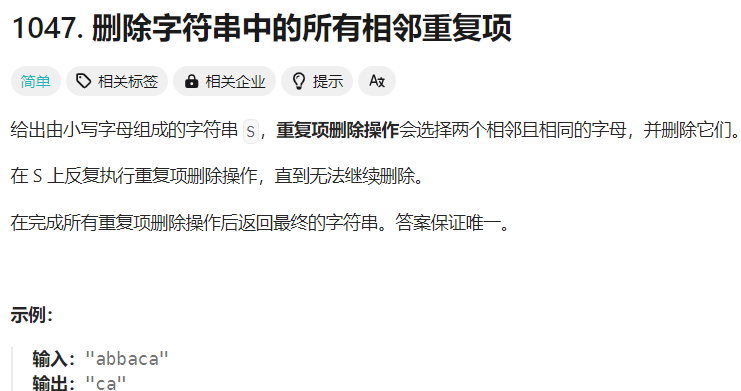 1047. 删除字符串中的所有相邻重复项
简单 相关标签 相关企业 提示 Aあ
给出由小写字母组成的字符串 S，重复项删除操作会选择两个相邻且相同的字母，并删除它们。
在 S 上反复执行重复项删除操作，直到无法继续删除。
在完成所有重复项删除操作后返回最终的字符串。答案保证唯一。
示例：
输入："abbaca"
输出："ca"